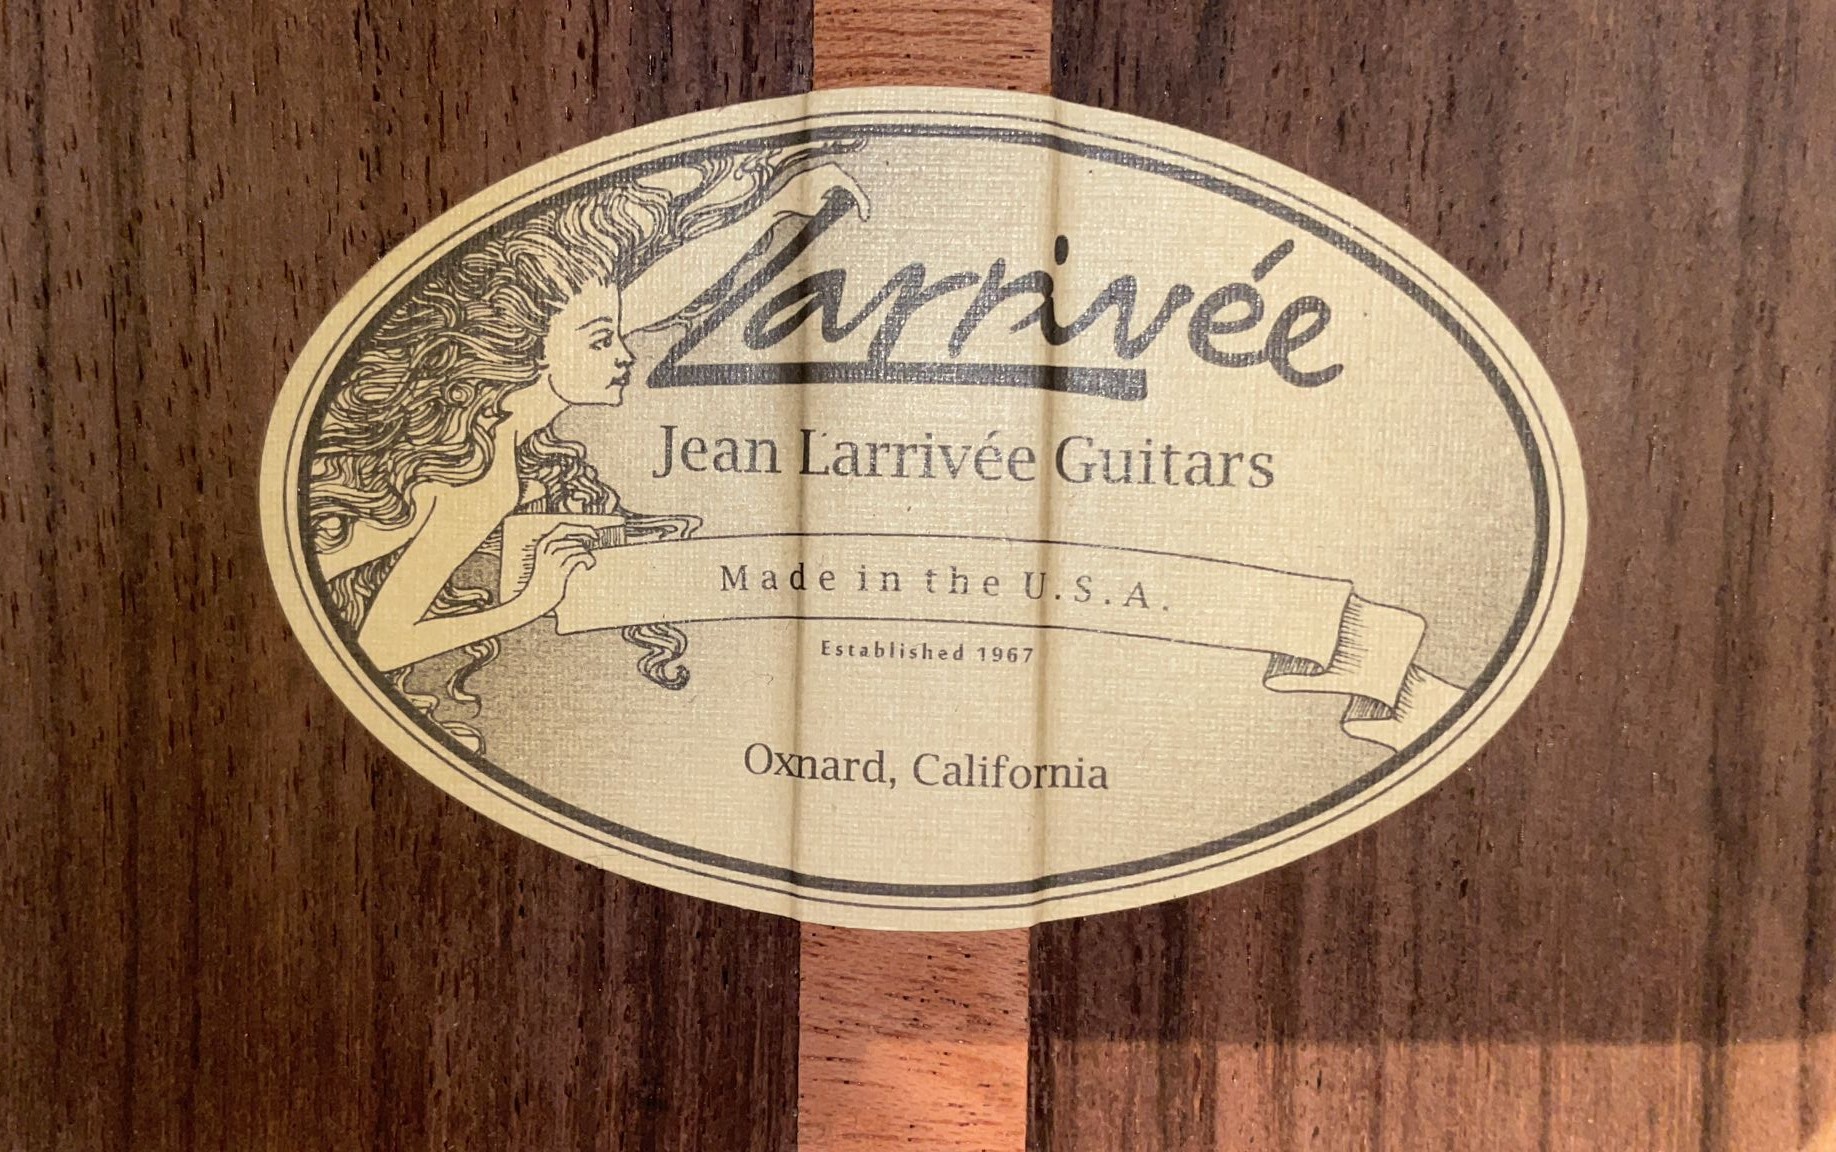 Larrivée
Jean Larrivée Guitars
Made in the U.S.A.
Established 1967
Oxnard, California